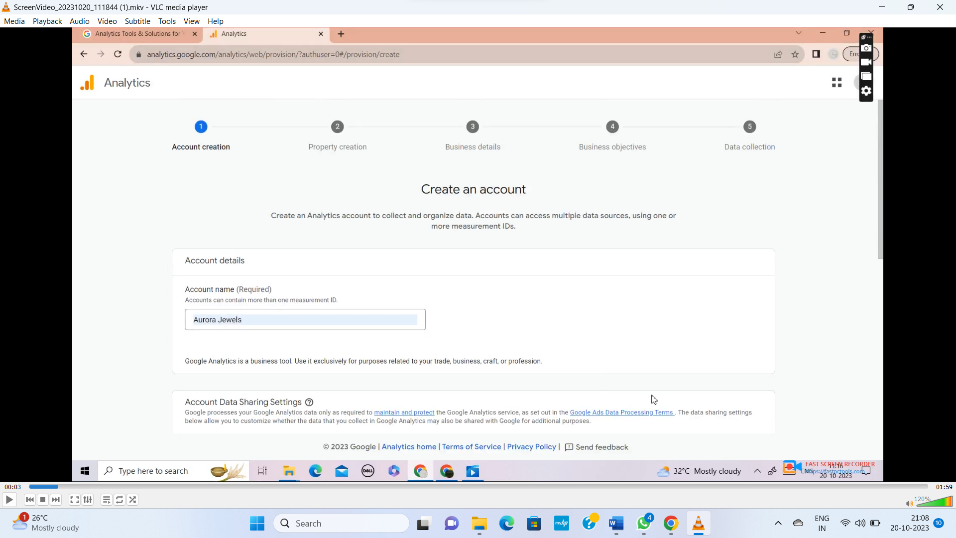 ScreenVideo_20231020_111844 (1).mkv - VLC media player
Media Playback Audio Video Subtitle Tools View Help
Analytics Tools & Solutions for
Analytics
analytics.google.com/analytics/web/provision/?authuser=0#/provision/create
Analytics
1 2 3 4 5
Account creation Property creation Business details Business objectives Data collection
Create an account
Create an Analytics account to collect and organize data. Accounts can access multiple data sources, using one or
more measurement IDs.
Account details
Account name (Required)
Accounts can contain more than one measurement ID.
Aurora Jewels
Google Analytics is a business tool. Use it exclusively for purposes related to your trade, business, craft, or profession.
Account Data Sharing Settings
Google processes your Google Analytics data only as required to maintain and protect the Google Analytics service, as set out in the Google Ads Data Processing Terms. The data sharing settings
below allow you to customize whether the data that you collect in Google Analytics may also be shared with Google for additional purposes.
© 2023 Google | Analytics home | Terms of Service | Privacy Policy | Send feedback
Type here to search
32°C Mostly cloudy
20-10-2023
00:03
01:59
120%
26°C
Mostly cloudy
Search
ENG
IN
21:08
20-10-2023